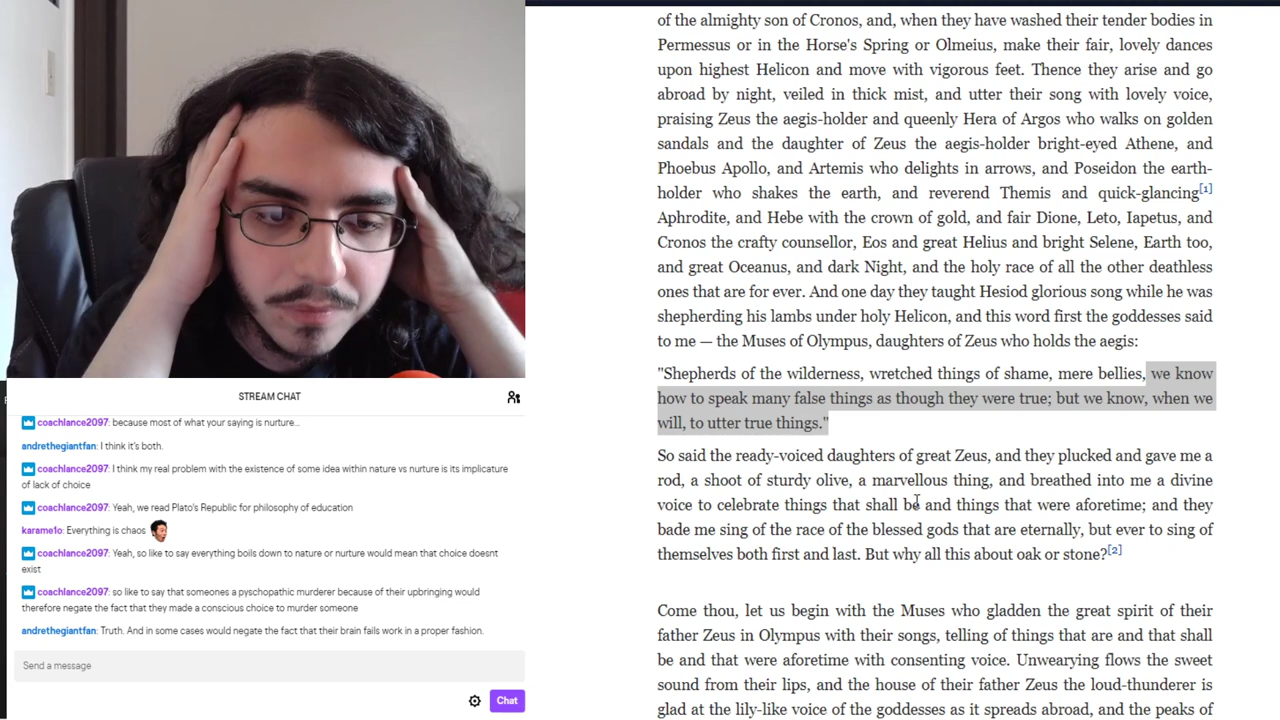 STREAM CHAT
coachlance2097: because most of what your saying is nurture...
andrethegiantfan: I think it's both.
coachlance2097: I think my real problem with the existence of some idea within nature vs nurture is its implicature
of lack of choice
coachlance2097: Yeah, we read Plato's Republic for philosophy of education
karame1o: Everything is chaos
coachlance2097: Yeah, so like to say everything boils down to nature or nurture would mean that choice doesnt
exist
coachlance2097: so like to say that someones a pyschopathic murderer because of their upbringing would
therefore negate the fact that they made a conscious choice to murder someone
andrethegiantfan: Truth. And in some cases would negate the fact that their brain fails work in a proper fashion.
Send a message
Chat
of the almighty son of Cronos, and, when they have washed their tender bodies in
Permessus or in the Horse's Spring or Olmeius, make their fair, lovely dances
upon highest Helicon and move with vigorous feet. Thence they arise and go
abroad by night, veiled in thick mist, and utter their song with lovely voice,
praising Zeus the aegis-holder and queenly Hera of Argos who walks on golden
sandals and the daughter of Zeus the aegis-holder bright-eyed Athene, and
Phoebus Apollo, and Artemis who delights in arrows, and Poseidon the earth-
holder who shakes the earth, and reverend Themis and quick-glancing[1]
Aphrodite, and Hebe with the crown of gold, and fair Dione, Leto, Iapetus, and
Cronos the crafty counsellor, Eos and great Helius and bright Selene, Earth too,
and great Oceanus, and dark Night, and the holy race of all the other deathless
ones that are for ever. And one day they taught Hesiod glorious song while he was
shepherding his lambs under holy Helicon, and this word first the goddesses said
to me — the Muses of Olympus, daughters of Zeus who holds the aegis:
"Shepherds of the wilderness, wretched things of shame, mere bellies, we know
how to speak many false things as though they were true; but we know, when we
will, to utter true things."
So said the ready-voiced daughters of great Zeus, and they plucked and gave me a
rod, a shoot of sturdy olive, a marvellous thing, and breathed into me a divine
voice to celebrate things that shall be and things that were aforetime; and they
bade me sing of the race of the blessed gods that are eternally, but ever to sing of
themselves both first and last. But why all this about oak or stone?[2]
Come thou, let us begin with the Muses who gladden the great spirit of their
father Zeus in Olympus with their songs, telling of things that are and that shall
be and that were aforetime with consenting voice. Unwearying flows the sweet
sound from their lips, and the house of their father Zeus the loud-thunderer is
glad at the lily-like voice of the goddesses as it spreads abroad, and the peaks of